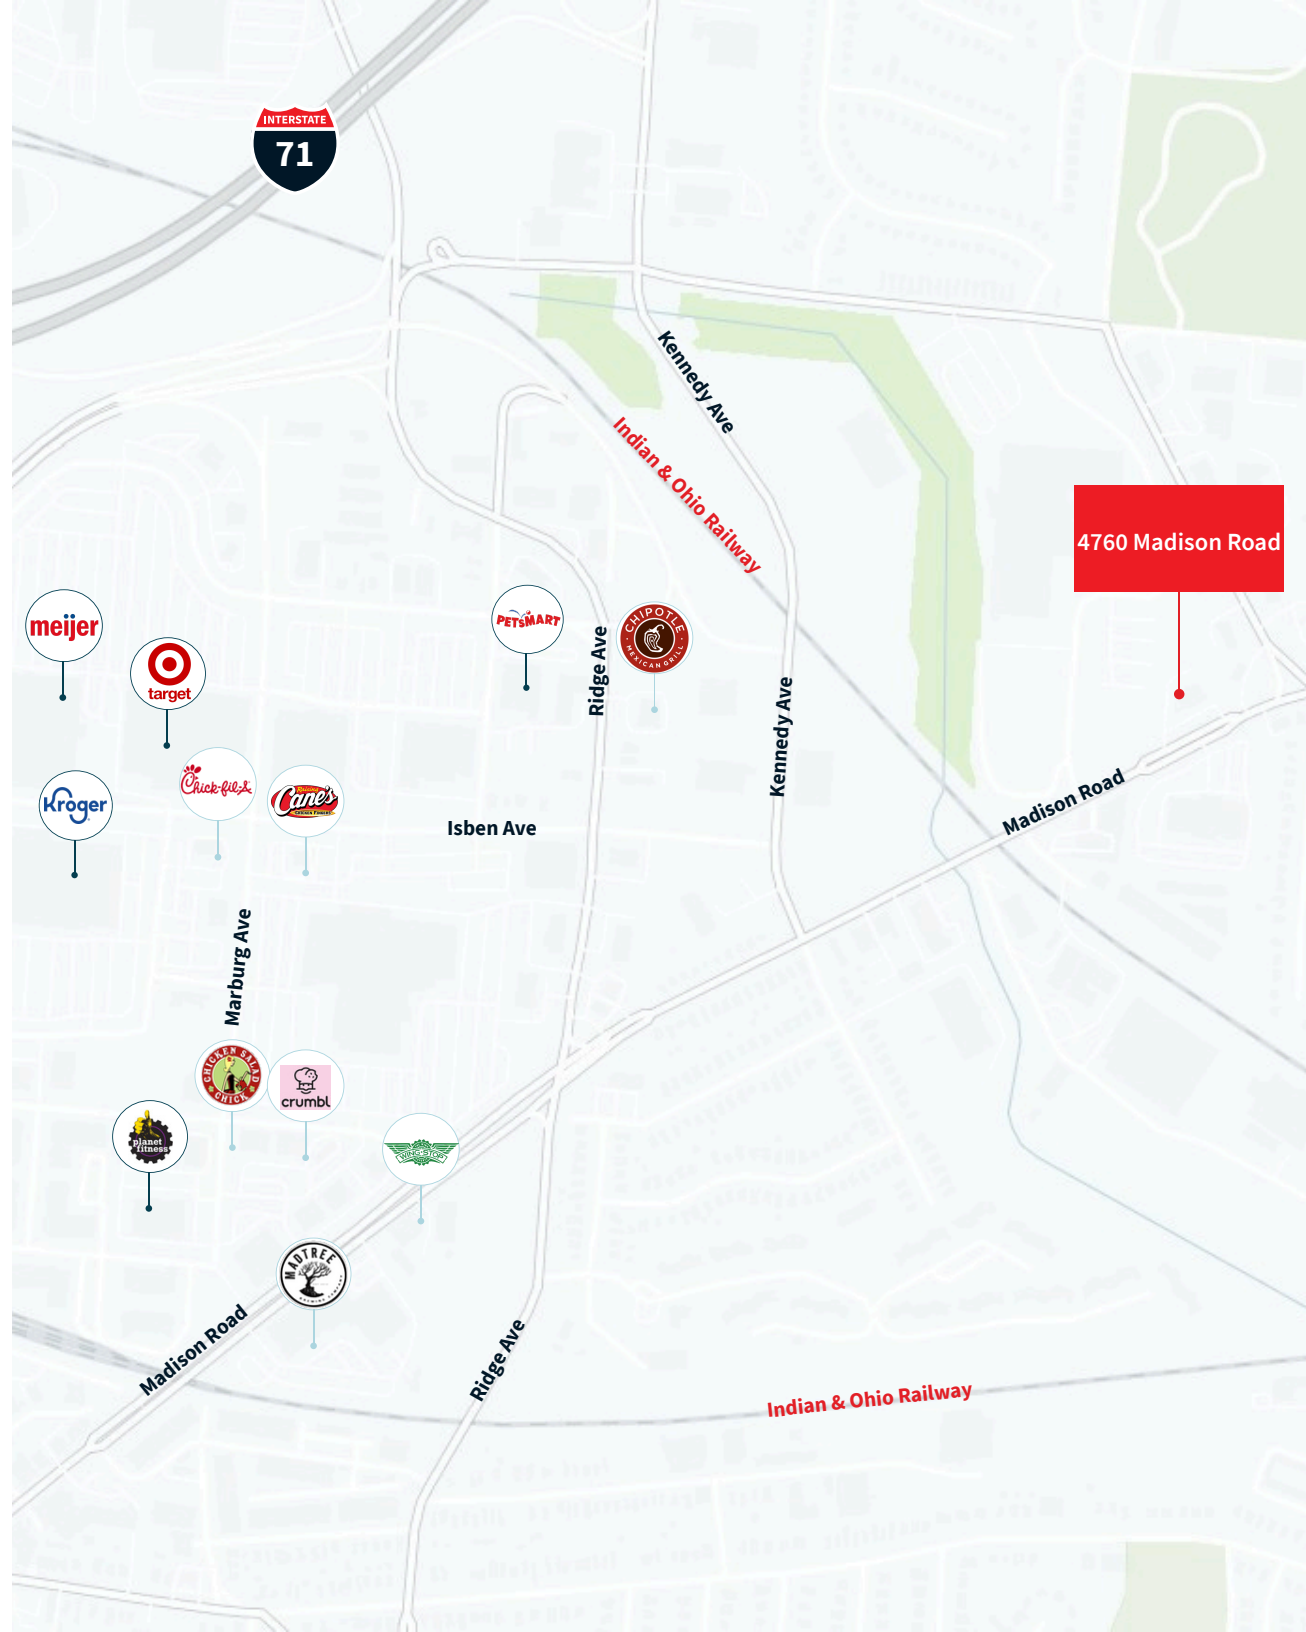 INTERSTATE
71
Kennedy Ave
Indian & Ohio Railway
4760 Madison Road
meijer
target
PETSMART
CHIPOTLE
MEXICAN GRILL
Ridge Ave
Kennedy Ave
Kroger
Chick-fil-A
Raising
Cane's
CHICKEN FINGERS
Isben Ave
Madison Road
Marburg Ave
CHICKEN SALAD
CHICK
crumbl
planet
fitness
WING·STOP
MADTREE
BREWING COMPANY
Madison Road
Ridge Ave
Indian & Ohio Railway